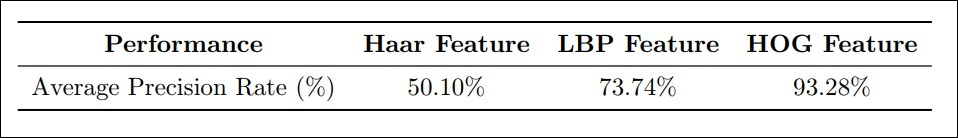 Performance Haar Feature LBP Feature HOG Feature
Average Precision Rate (%) 50.10% 73.74% 93.28%